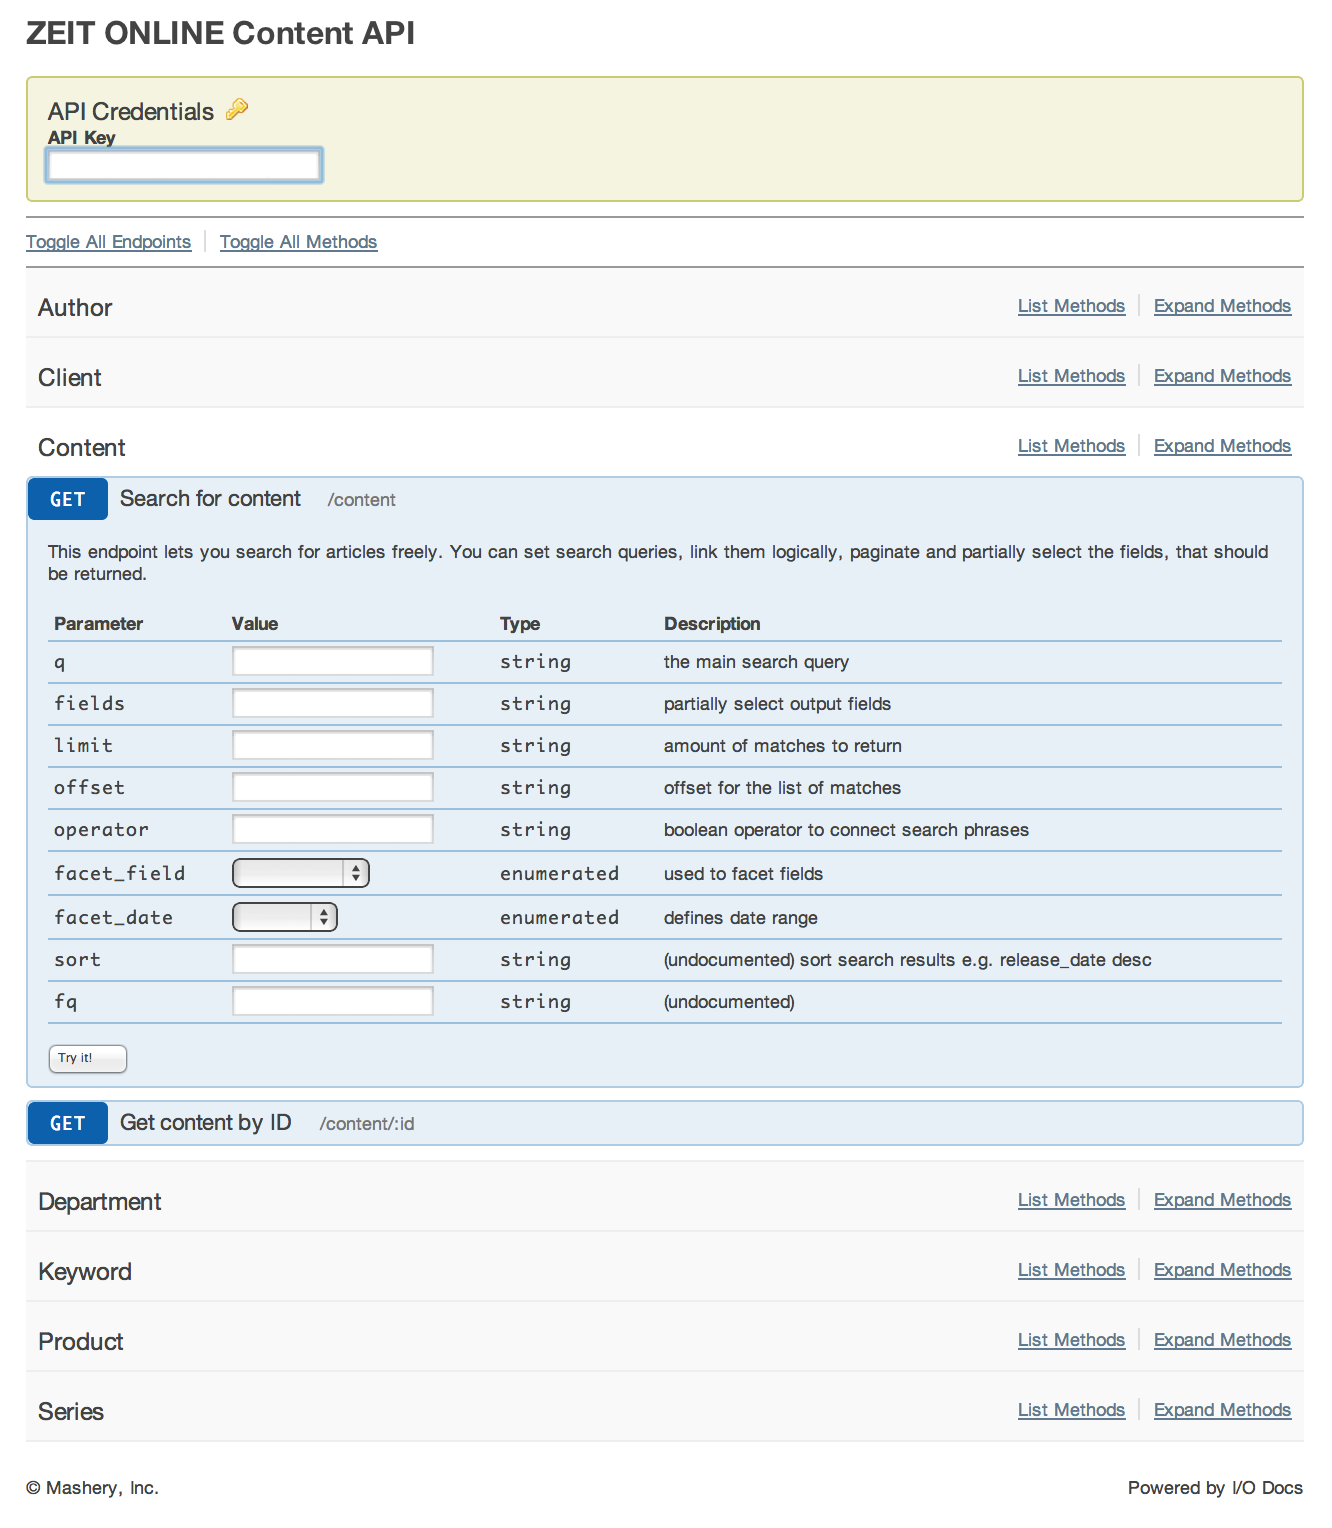 ZEIT ONLINE Content API
API Credentials
API Key
Toggle All Endpoints Toggle All Methods
Author List Methods Expand Methods
Client List Methods Expand Methods
Content List Methods Expand Methods
GET Search for content /content
This endpoint lets you search for articles freely. You can set search queries, link them logically, paginate and partially select the fields, that should
be returned.
Parameter Value Type Description
q string the main search query
fields string partially select output fields
limit string amount of matches to return
offset string offset for the list of matches
operator string boolean operator to connect search phrases
facet_field enumerated used to facet fields
facet_date enumerated defines date range
sort string (undocumented) sort search results e.g. release_date desc
fq string (undocumented)
Try it!
GET Get content by ID /content/:id
Department List Methods Expand Methods
Keyword List Methods Expand Methods
Product List Methods Expand Methods
Series List Methods Expand Methods
© Mashery, Inc. Powered by I/O Docs